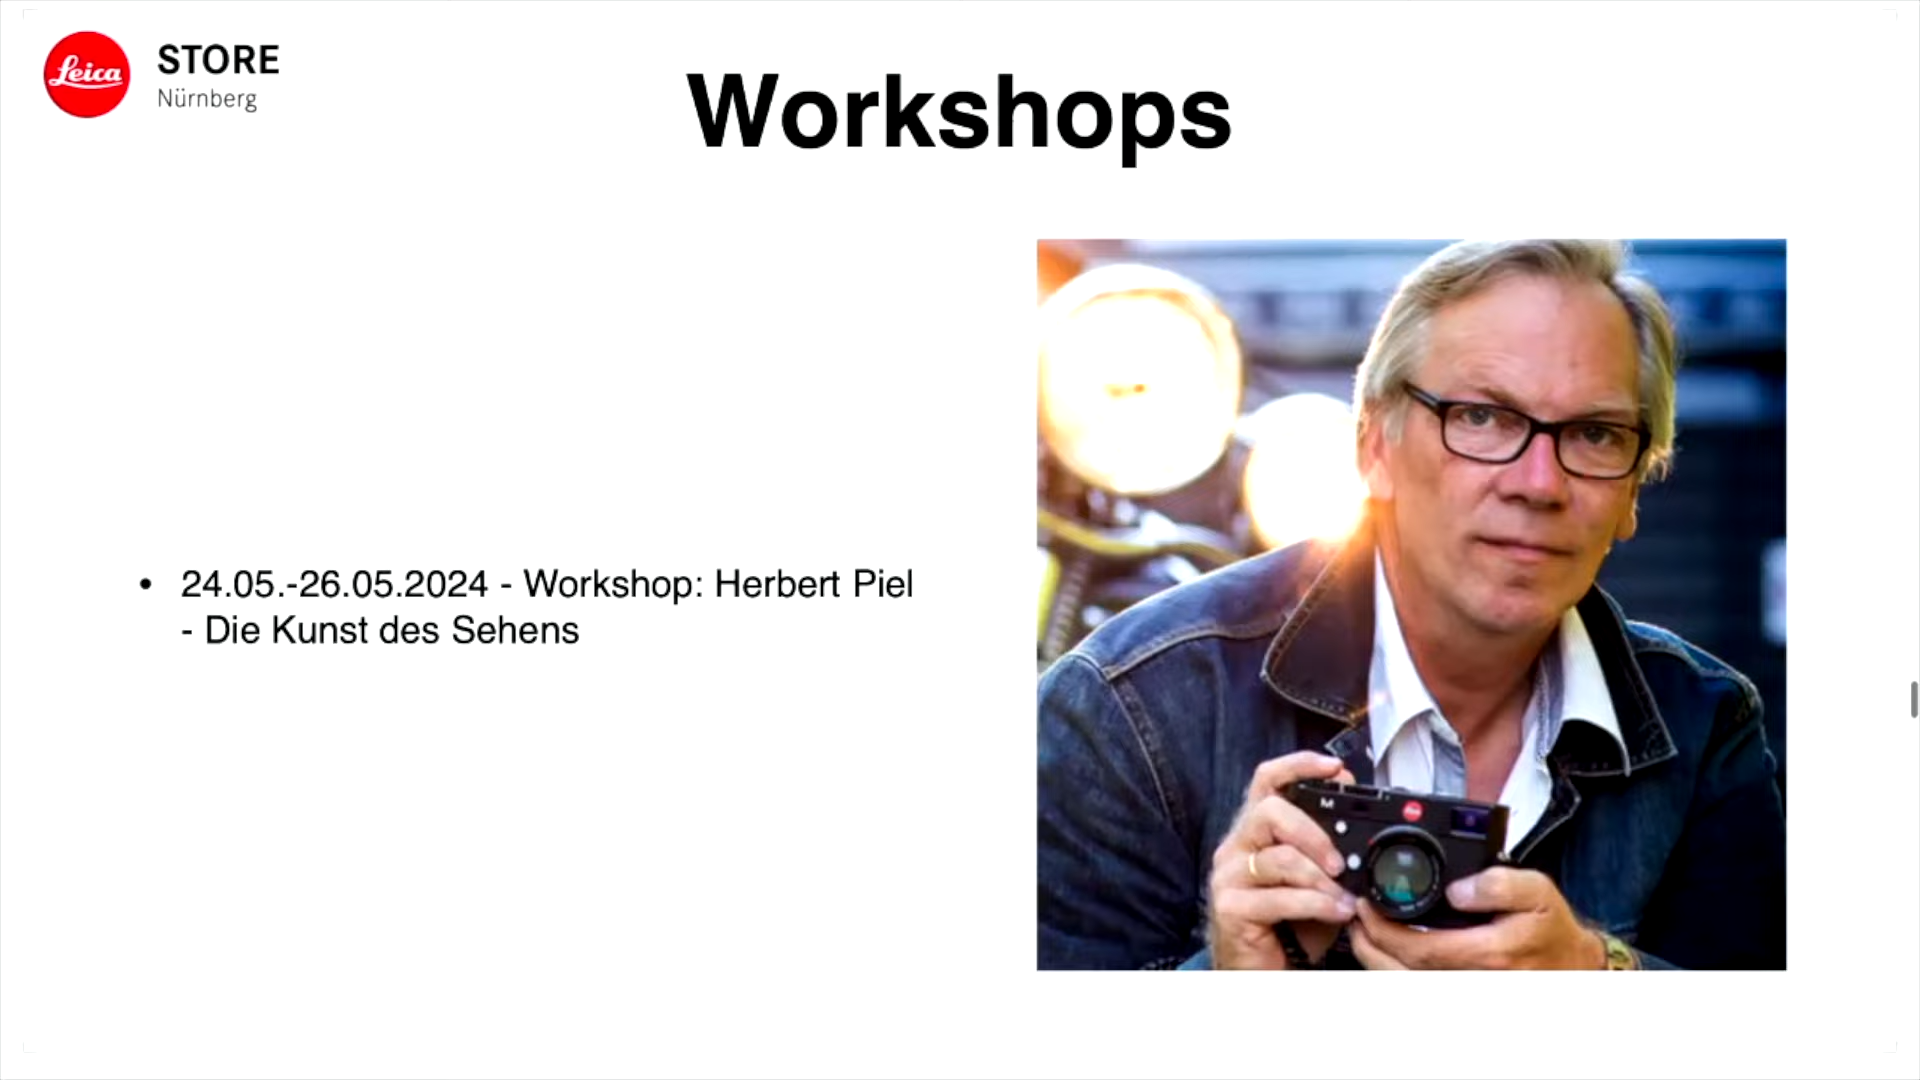 Leica
STORE
Nürnberg
Workshops
• 24.05.-26.05.2024 - Workshop: Herbert Piel
- Die Kunst des Sehens
M